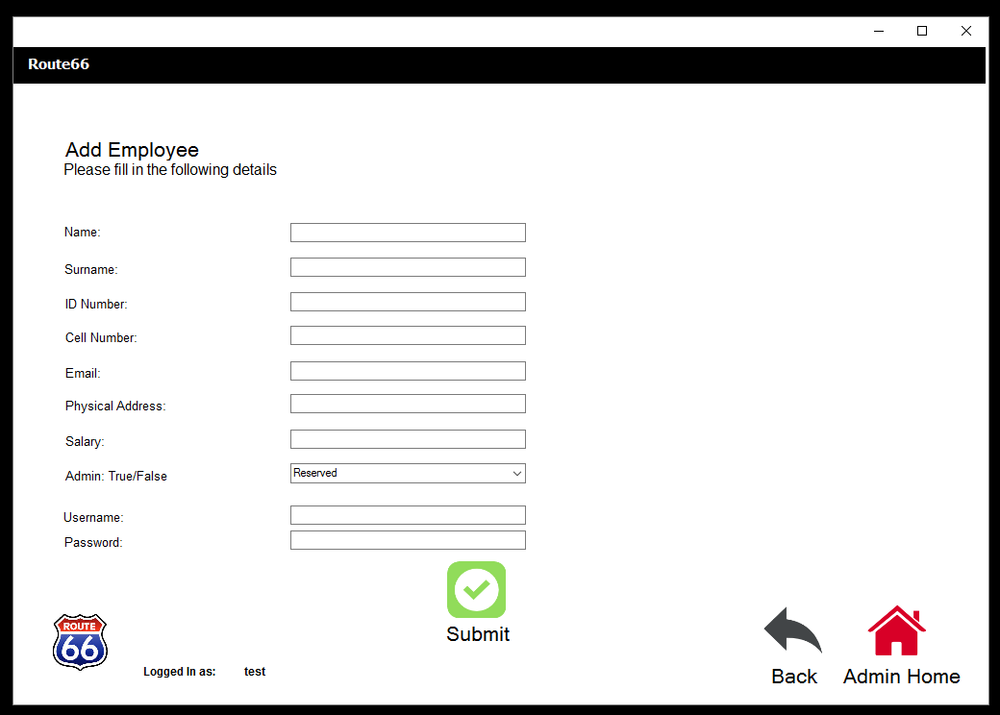 Route66
Add Employee
Please fill in the following details
Name:
Surname:
ID Number:
Cell Number:
Email:
Physical Address:
Salary:
Admin: True/False Reserved
Username:
Password:
Submit
ROUTE
66
Logged In as: test
Back Admin Home